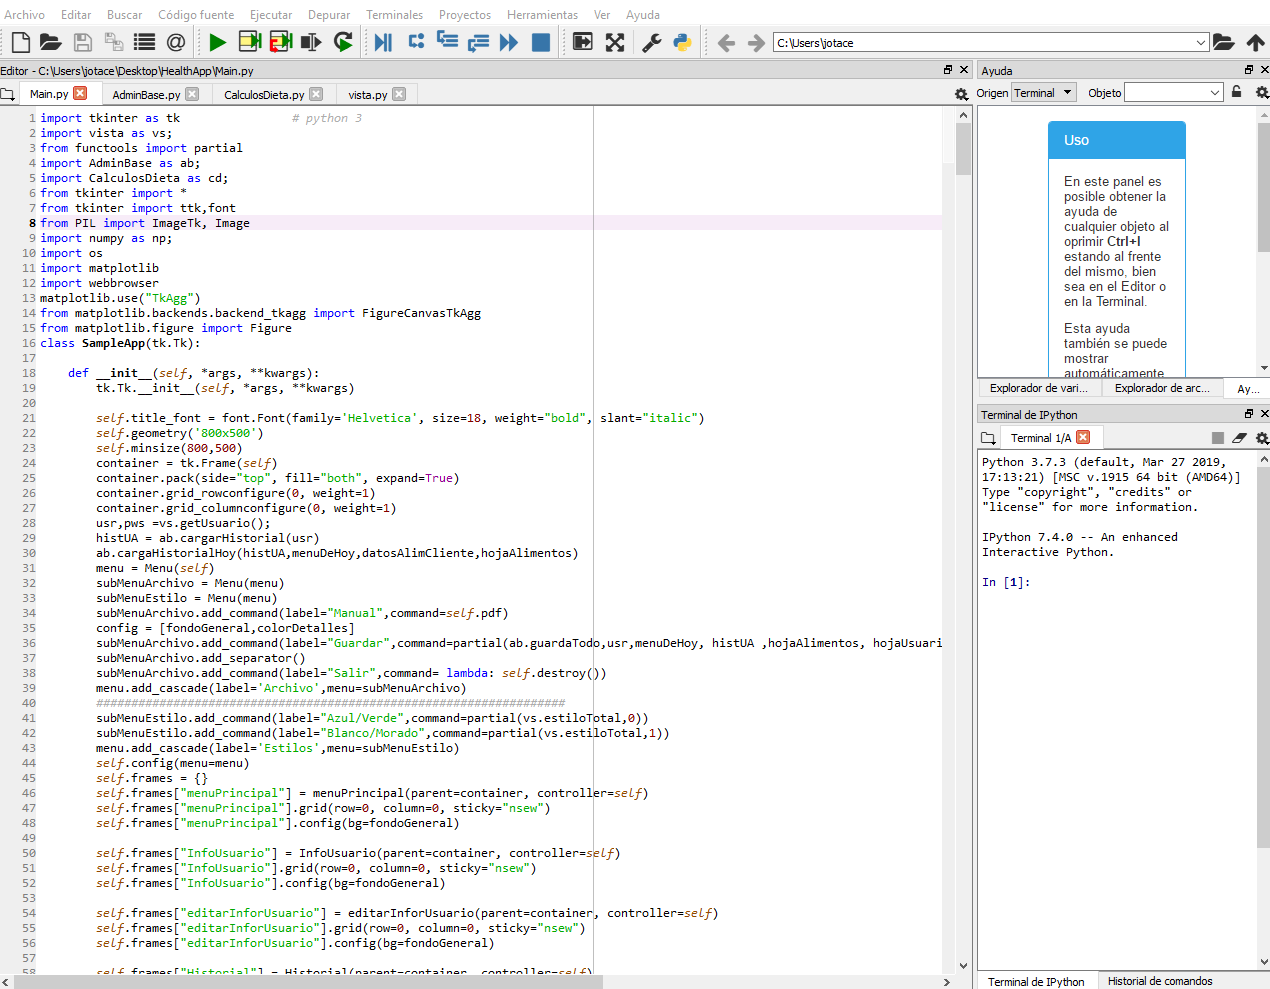 Archivo Editar Buscar Código fuente Ejecutar Depurar Terminales Proyectos Herramientas Ver Ayuda
C:\Users\jotace
Editor - C:\Users\jotace\Desktop\HealthApp\Main.py
Main.py AdminBase.py CalculosDieta.py vista.py
1 import tkinter as tk # python 3
2 import vista as vs;
3 from functools import partial
4 import AdminBase as ab;
5 import CalculosDieta as cd;
6 from tkinter import *
7 from tkinter import ttk,font
8 from PIL import ImageTk, Image
9 import numpy as np;
10 import os
11 import matplotlib
12 import webbrowser
13 matplotlib.use("TkAgg")
14 from matplotlib.backends.backend_tkagg import FigureCanvasTkAgg
15 from matplotlib.figure import Figure
16 class SampleApp(tk.Tk):
17
18 def __init__(self, *args, **kwargs):
19 tk.Tk.__init__(self, *args, **kwargs)
20
21 self.title_font = font.Font(family='Helvetica', size=18, weight="bold", slant="italic")
22 self.geometry('800x500')
23 self.minsize(800,500)
24 container = tk.Frame(self)
25 container.pack(side="top", fill="both", expand=True)
26 container.grid_rowconfigure(0, weight=1)
27 container.grid_columnconfigure(0, weight=1)
28 usr,pws =vs.getUsuario();
29 histUA = ab.cargarHistorial(usr)
30 ab.cargaHistorialHoy(histUA,menuDeHoy,datosAlimCliente,hojaAlimentos)
31 menu = Menu(self)
32 subMenuArchivo = Menu(menu)
33 subMenuEstilo = Menu(menu)
34 subMenuArchivo.add_command(label="Manual",command=self.pdf)
35 config = [fondoGeneral,colorDetalles]
36 subMenuArchivo.add_command(label="Guardar",command=partial(ab.guardaTodo,usr,menuDeHoy, histUA ,hojaAlimentos, hojaUsuari
37 subMenuArchivo.add_separator()
38 subMenuArchivo.add_command(label="Salir",command= lambda: self.destroy())
39 menu.add_cascade(label='Archivo',menu=subMenuArchivo)
40 ###################################################################
41 subMenuEstilo.add_command(label="Azul/Verde",command=partial(vs.estiloTotal,0))
42 subMenuEstilo.add_command(label="Blanco/Morado",command=partial(vs.estiloTotal,1))
43 menu.add_cascade(label='Estilos',menu=subMenuEstilo)
44 self.config(menu=menu)
45 self.frames = {}
46 self.frames["menuPrincipal"] = menuPrincipal(parent=container, controller=self)
47 self.frames["menuPrincipal"].grid(row=0, column=0, sticky="nsew")
48 self.frames["menuPrincipal"].config(bg=fondoGeneral)
49
50 self.frames["InfoUsuario"] = InfoUsuario(parent=container, controller=self)
51 self.frames["InfoUsuario"].grid(row=0, column=0, sticky="nsew")
52 self.frames["InfoUsuario"].config(bg=fondoGeneral)
53
54 self.frames["editarInforUsuario"] = editarInforUsuario(parent=container, controller=self)
55 self.frames["editarInforUsuario"].grid(row=0, column=0, sticky="nsew")
56 self.frames["editarInforUsuario"].config(bg=fondoGeneral)
57
58 self.frames["Historial"] = Historial(parent=container, controller=self)
Ayuda
Origen Terminal Objeto
Uso
En este panel es
posible obtener la
ayuda de
cualquier objeto al
oprimir Ctrl+I
estando al frente
del mismo, bien
sea en el Editor o
en la Terminal.
Esta ayuda
también se puede
mostrar
automáticamente
Explorador de vari... Explorador de arc... Ay...
Terminal de IPython
Terminal 1/A
Python 3.7.3 (default, Mar 27 2019,
17:13:21) [MSC v.1915 64 bit (AMD64)]
Type "copyright", "credits" or
"license" for more information.
IPython 7.4.0 -- An enhanced
Interactive Python.
In [1]:
Terminal de IPython Historial de comandos